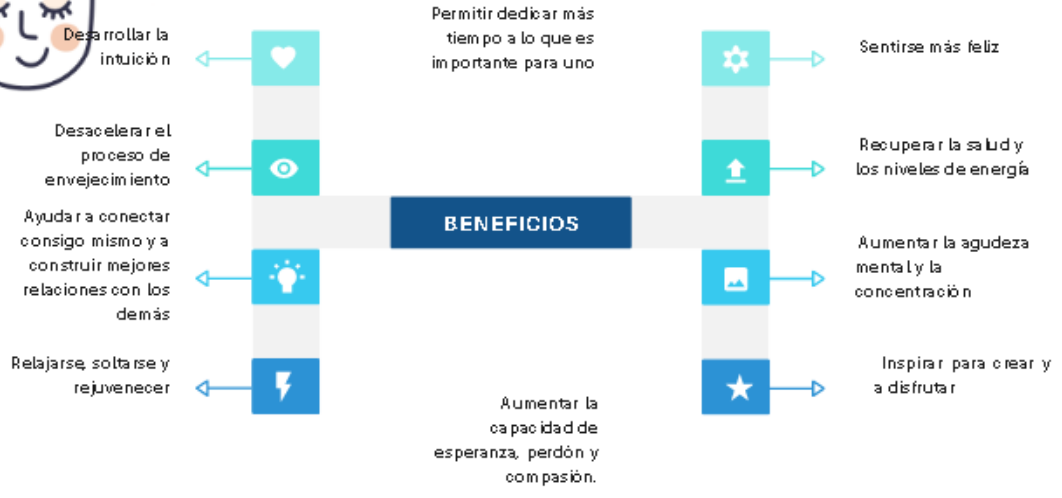 Desarrollar la
intuición
Desacelerar el
proceso de
envejecimiento
Ayudar a conectar
consigo mismo y a
construir mejores
relaciones con los
demás
Relajarse, soltarse y
rejuvenecer
Permitir dedicar más
tiempo a lo que es
importante para uno
BENEFICIOS
Aumentar la
capacidad de
esperanza, perdón y
compasión.
Sentirse más feliz
Recuperar la salud y
los niveles de energía
Aumentar la agudeza
mental y la
concentración
Inspirar para crear y
a disfrutar